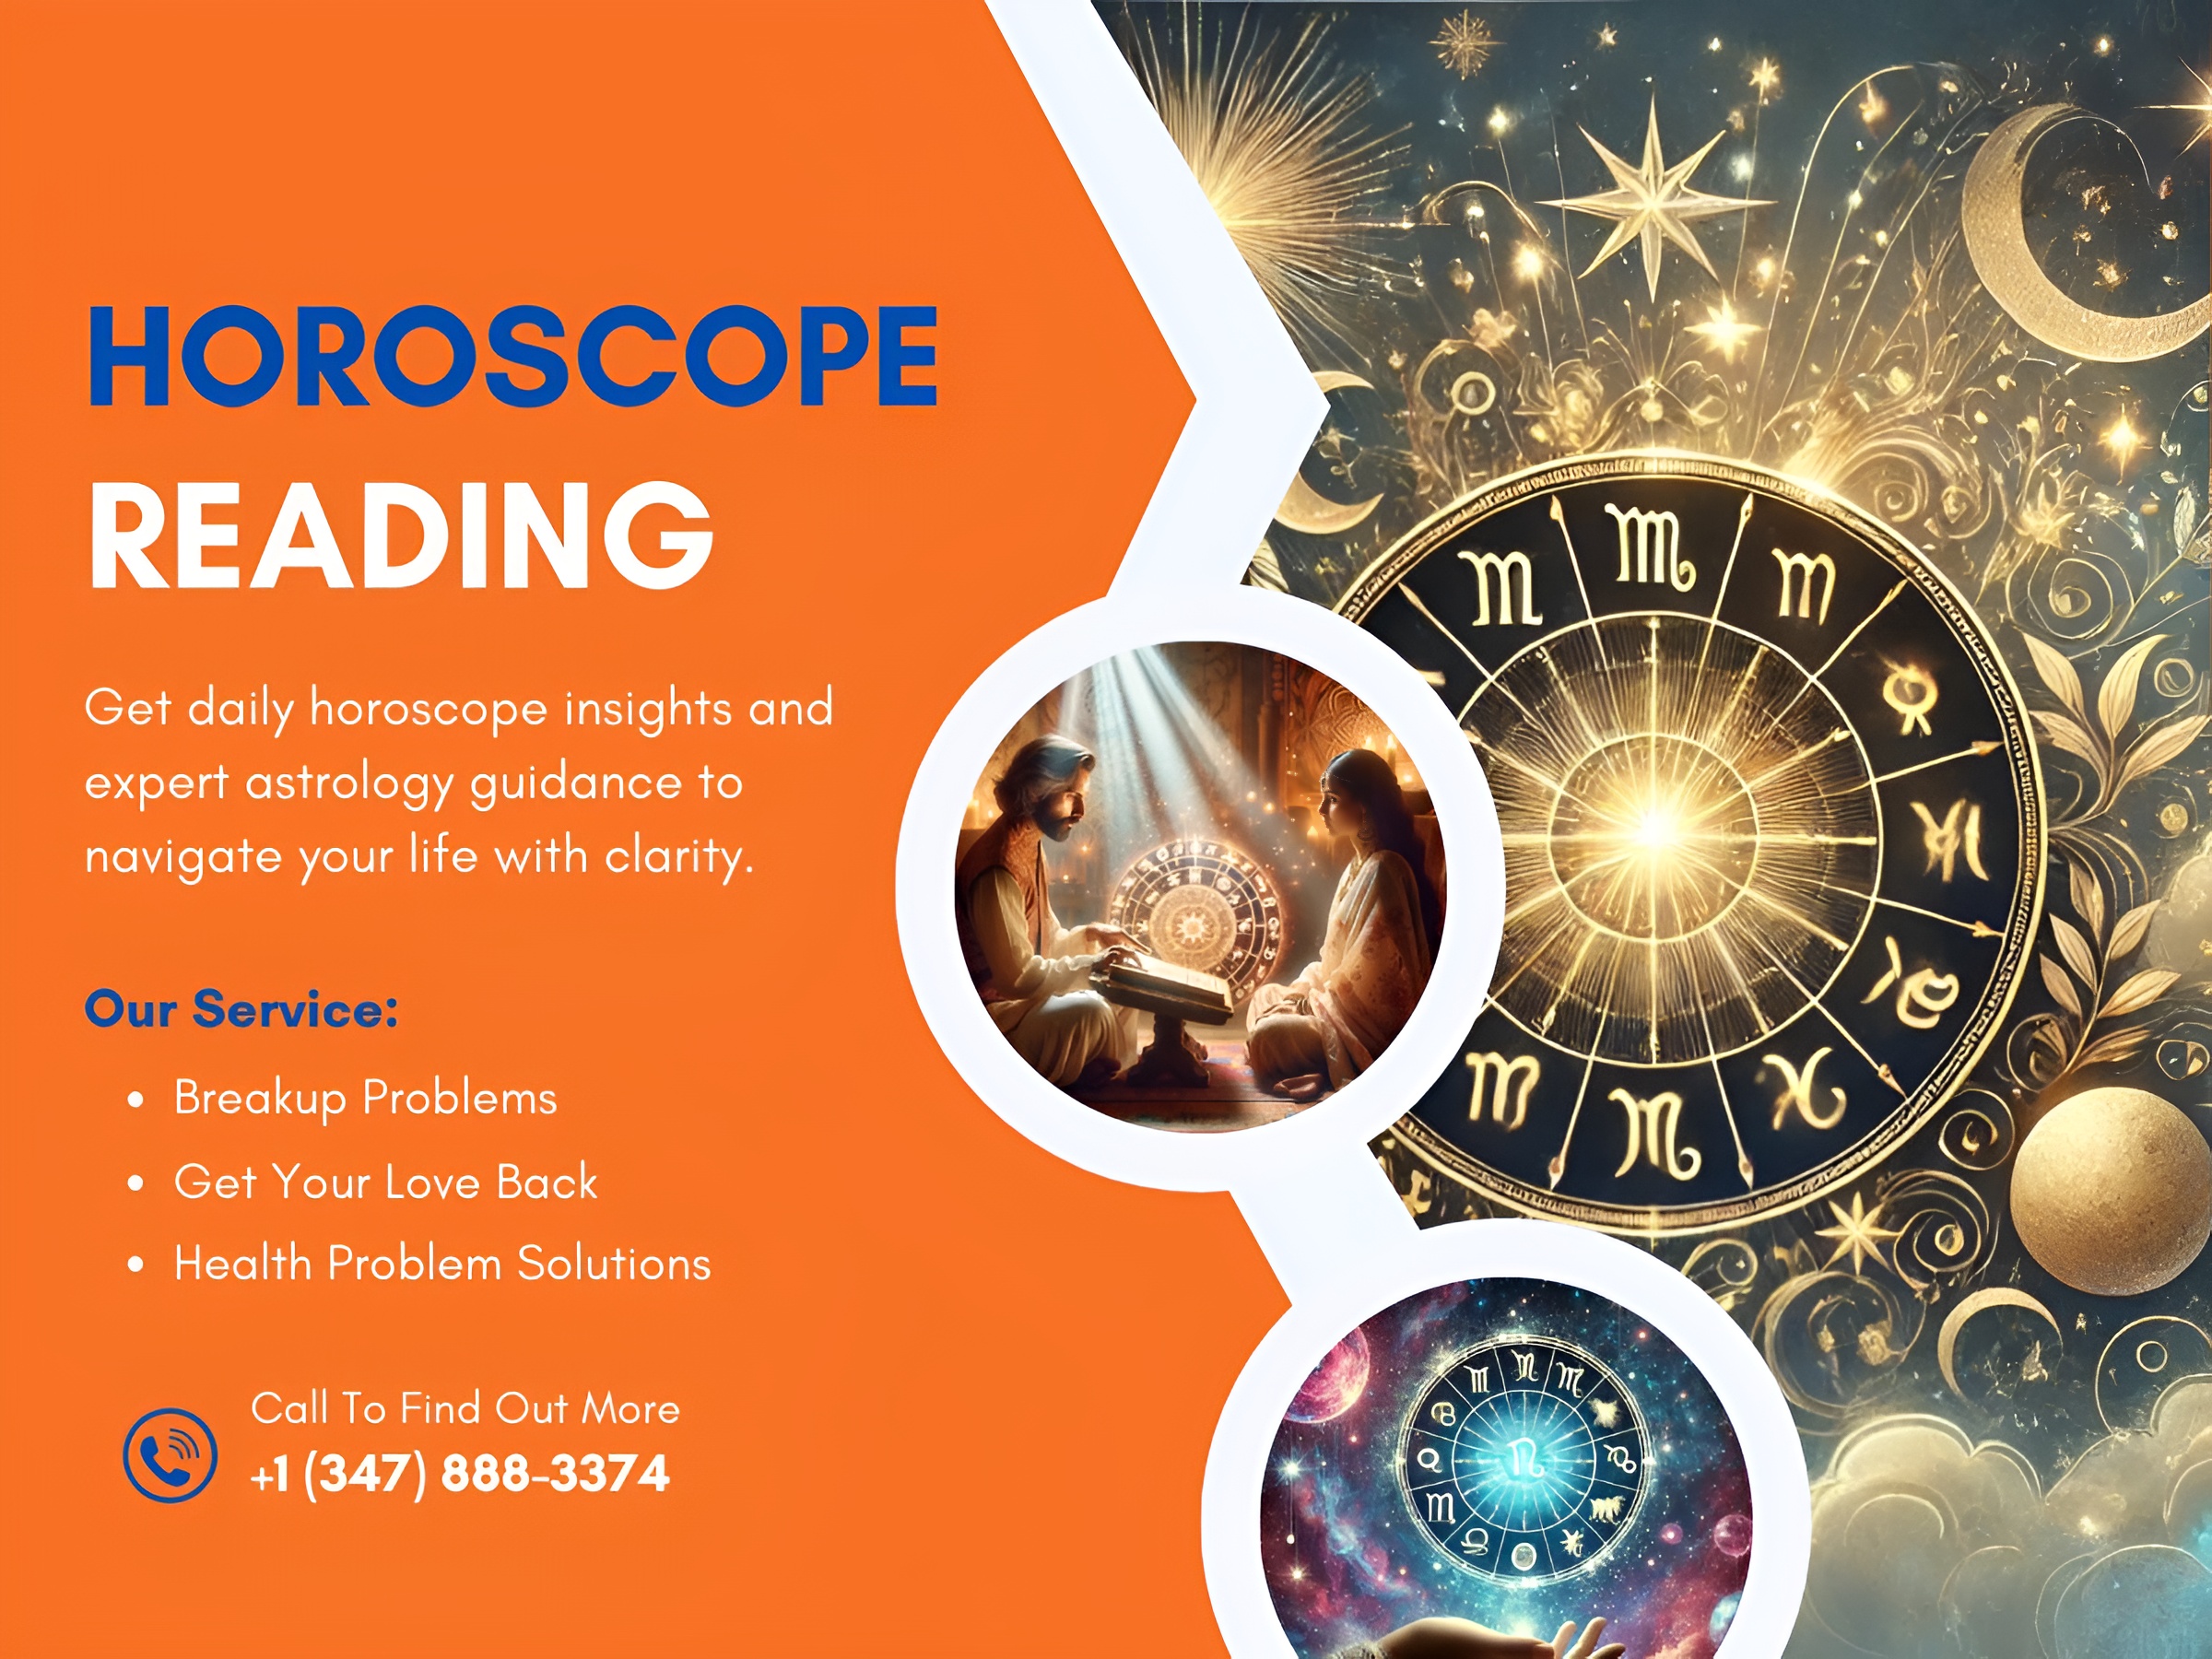 HOROSCOPE
READING
Get daily horoscope insights and
expert astrology guidance to
navigate your life with clarity.
Our Service:
• Breakup Problems
• Get Your Love Back
• Health Problem Solutions
Call To Find Out More
+1 (347) 888-3374